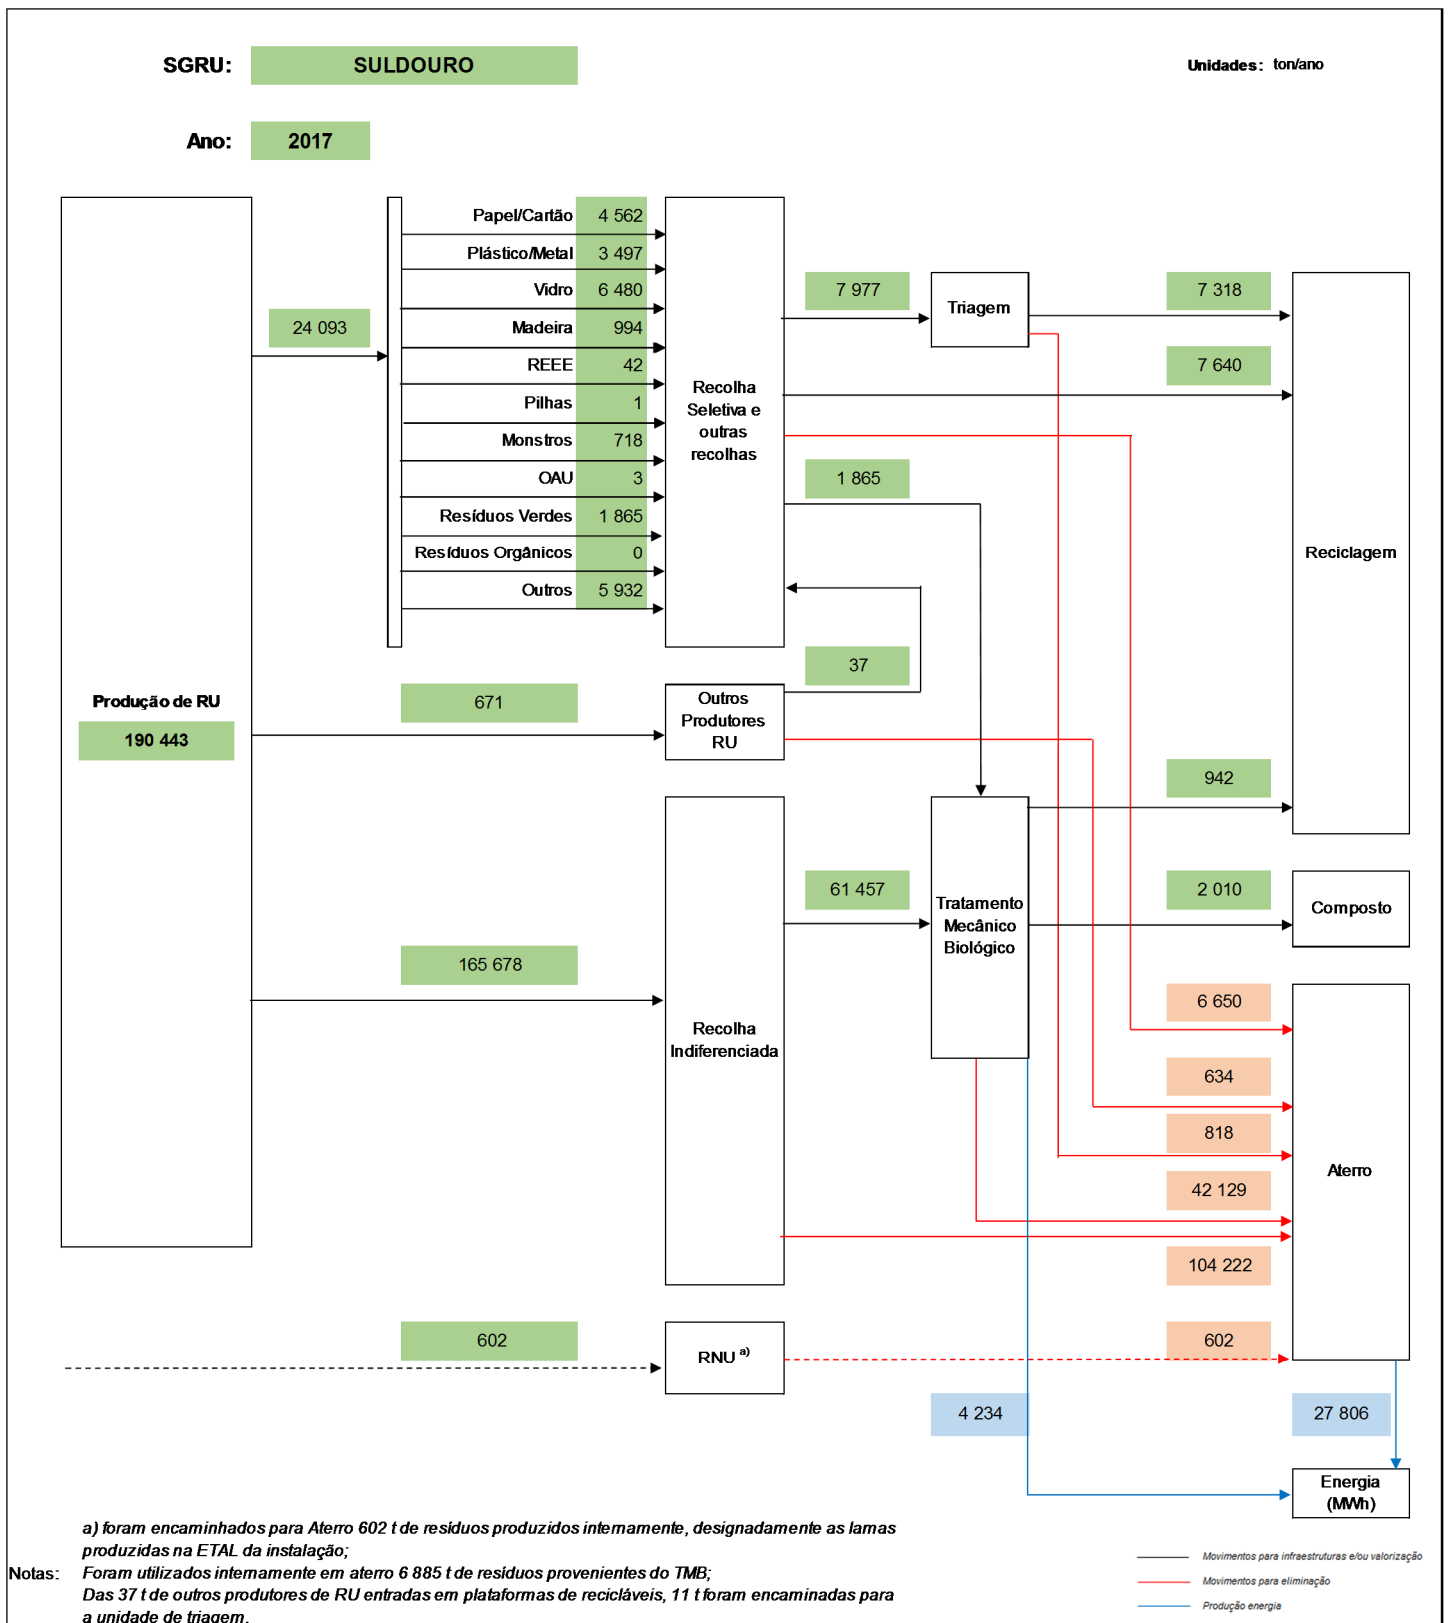 SGRU: SULDOURO
Unidades: ton/ano
Ano: 2017
Papel/Cartão 4 562
Plástico/Metal 3 497
Vidro 6 480
Madeira 994
REEE 42
Pilhas 1
Monstros 718
OAU 3
Resíduos Verdes 1 865
Resíduos Orgânicos 0
Outros 5 932
24 093
Recolha
Seletiva e
outras
recolhas
7 977
Triagem
7 318
7 640
1 865
Reciclagem
37
Produção de RU
190 443
671
Outros
Produtores
RU
942
61 457
Tratamento
Mecânico
Biológico
2 010
Composto
165 678
Recolha
Indiferenciada
6 650
634
818
42 129
104 222
Aterro
602
RNU a)
602
4 234
27 806
Energia
(MWh)
a) foram encaminhados para Aterro 602 t de resíduos produzidos internamente, designadamente as lamas
produzidas na ETAL da instalação;
Notas: Foram utilizados internamente em aterro 6 885 t de resíduos provenientes do TMB;
Das 37 t de outros produtores de RU entradas em plataformas de recicláveis, 11 t foram encaminhadas para
a unidade de triagem.
Movimentos para infraestruturas e/ou valorização
Movimentos para eliminação
Produção energia